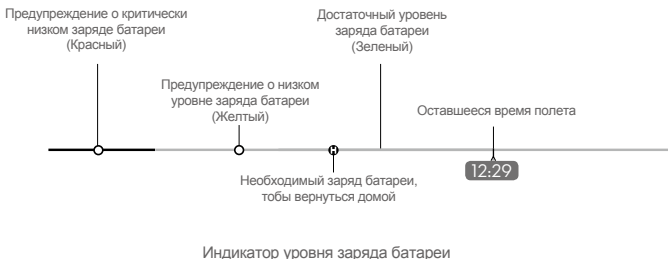 Предупреждение о критически
низком заряде батареи
(Красный)
Достаточный уровень
заряда батареи
(Зеленый)
Предупреждение о низком
уровне заряда батареи
(Желтый)
Оставшееся время полета
H
12:29
Необходимый заряд батареи,
тобы вернуться домой
Индикатор уровня заряда батареи